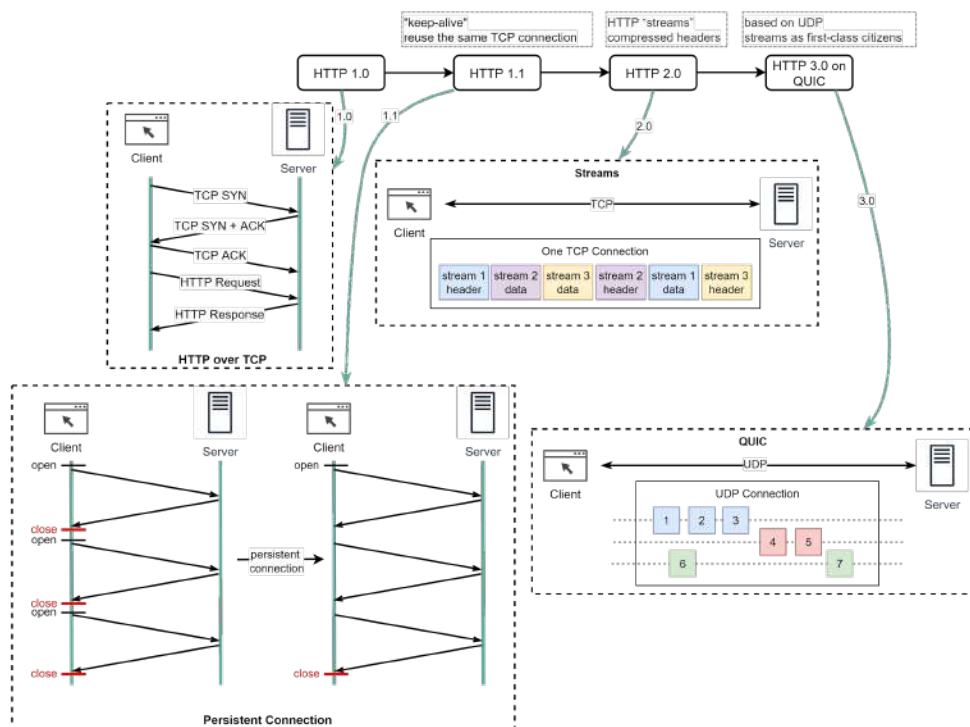 "keep-alive"
reuse the same TCP connection
HTTP "streams"
compressed headers
based on UDP
streams as first-class citizens
HTTP 1.0
HTTP 1.1
HTTP 2.0
HTTP 3.0 on
QUIC
1.0
1.1
2.0
3.0
Client
Server
TCP SYN
TCP SYN + ACK
TCP ACK
HTTP Request
HTTP Response
HTTP over TCP
Streams
Client
TCP
Server
One TCP Connection
stream 1
header
stream 2
data
stream 3
data
stream 2
header
stream 1
data
stream 3
header
Client
Server
open
close
open
close
open
close
persistent
connection
Client
Server
open
close
Persistent Connection
QUIC
Client
UDP
Server
UDP Connection
1
2
3
4
5
6
7